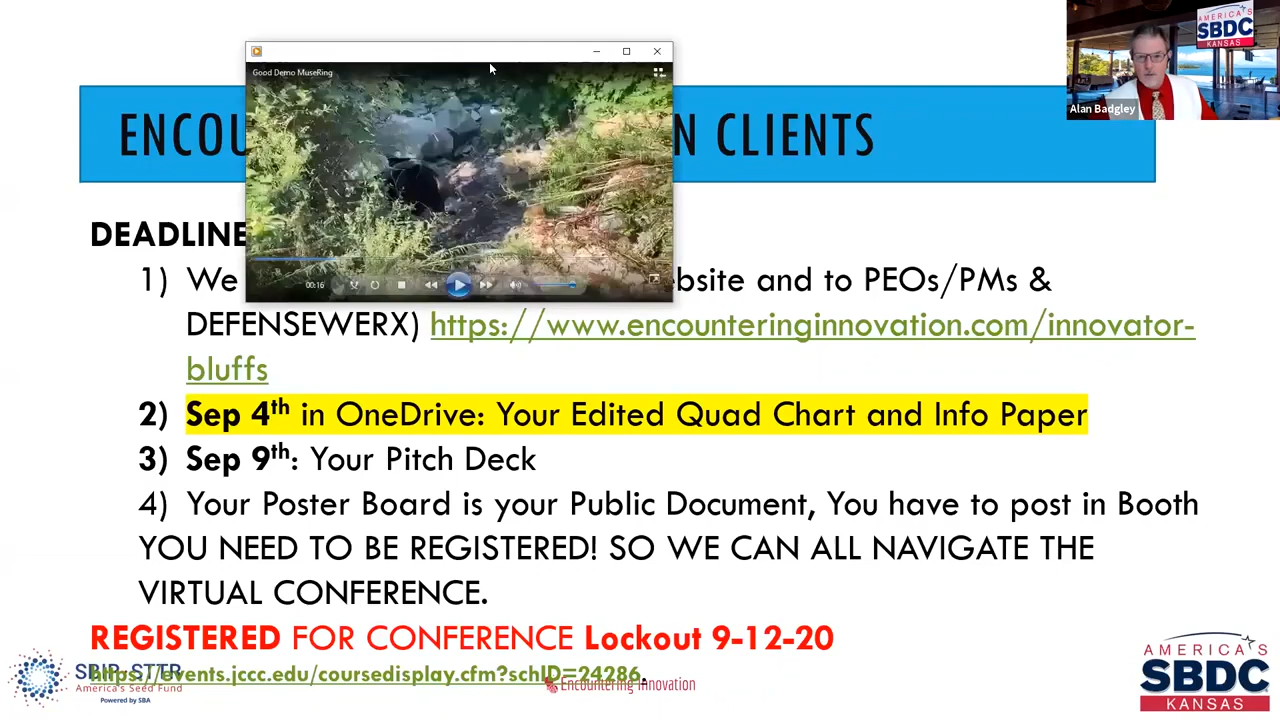 AMERICA'S
SBDC
KANSAS
Alan Badgley
Good Demo MuseRing
00:16
ENCOU N CLIENTS
DEADLINE
1) We ebsite and to PEOs/PMs &
DEFENSEWERX) https://www.encounteringinnovation.com/innovator-
bluffs
2) Sep 4th in OneDrive: Your Edited Quad Chart and Info Paper
3) Sep 9th: Your Pitch Deck
4) Your Poster Board is your Public Document, You have to post in Booth
YOU NEED TO BE REGISTERED! SO WE CAN ALL NAVIGATE THE
VIRTUAL CONFERENCE.
REGISTERED FOR CONFERENCE Lockout 9-12-20
https://events.jccc.edu/coursedisplay.cfm?schID=24286.
SBIR·STTR
America's Seed Fund
Powered by SBA
Encountering Innovation
AMERICA'S
SBDC
KANSAS